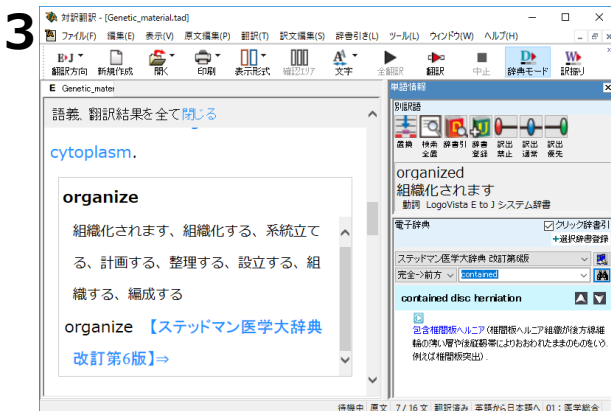 3
対訳翻訳 - [Genetic_material.tad]
ファイル(F) 編集(E) 表示(V) 原文編集(P) 翻訳(T) 訳文編集(S) 辞書引き(L) ツール(L) ウィンドウ(W) ヘルプ(H)
E›J
翻訳方向 新規作成 開く 印刷 表示形式 確認エリア 文字 全翻訳 翻訳 中止 辞典モード 訳振り
E Genetic_matei
語義, 翻訳結果を全て閉じる
cytoplasm.
organize
組織化されます、組織化する、系統立て
る、計画する、整理する、設立する、組
織する、編成する
organize 【ステッドマン医学大辞典
改訂第6版】⇒
単語情報
別訳語
置換 検索 辞書引 辞書 訳出 訳出 訳出
全置 登録 禁止 通常 優先
organized
組織化されます
動詞 LogoVista E to J システム辞書
電子辞典 クリック辞書引
+選択辞書登録
ステッドマン医学大辞典 改訂第6版
完全->前方 contained
contained disc herniation
包含椎間板ヘルニア(椎間板ヘルニア組織が後方線維
輪の薄い層や後縦靭帯によりおおわれたままのものをいう.
例えば椎間板突出).
待機中 原文 7/16文 翻訳済み 英語から日本語へ 01:医学総合